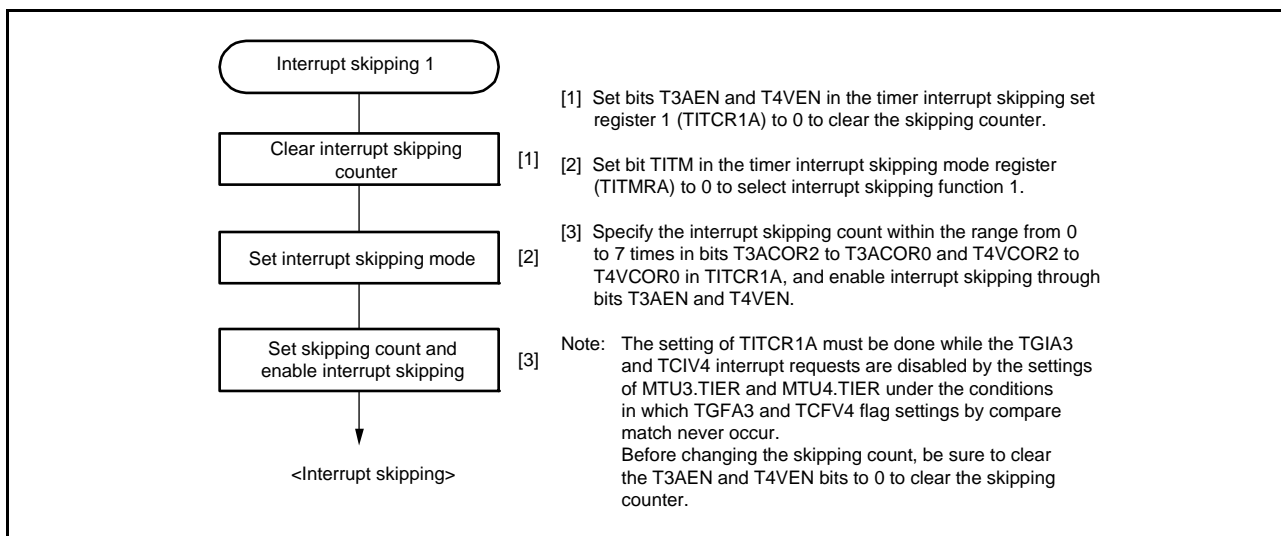 Interrupt skipping 1
Clear interrupt skipping
counter
[1]
Set interrupt skipping mode
[2]
Set skipping count and
enable interrupt skipping
[3]
<Interrupt skipping>
[1] Set bits T3AEN and T4VEN in the timer interrupt skipping set
register 1 (TITCR1A) to 0 to clear the skipping counter.
[2] Set bit TITM in the timer interrupt skipping mode register
(TITMRA) to 0 to select interrupt skipping function 1.
[3] Specify the interrupt skipping count within the range from 0
to 7 times in bits T3ACOR2 to T3ACOR0 and T4VCOR2 to
T4VCOR0 in TITCR1A, and enable interrupt skipping through
bits T3AEN and T4VEN.
Note: The setting of TITCR1A must be done while the TGIA3
and TCIV4 interrupt requests are disabled by the settings
of MTU3.TIER and MTU4.TIER under the conditions
in which TGFA3 and TCFV4 flag settings by compare
match never occur.
Before changing the skipping count, be sure to clear
the T3AEN and T4VEN bits to 0 to clear the skipping
counter.